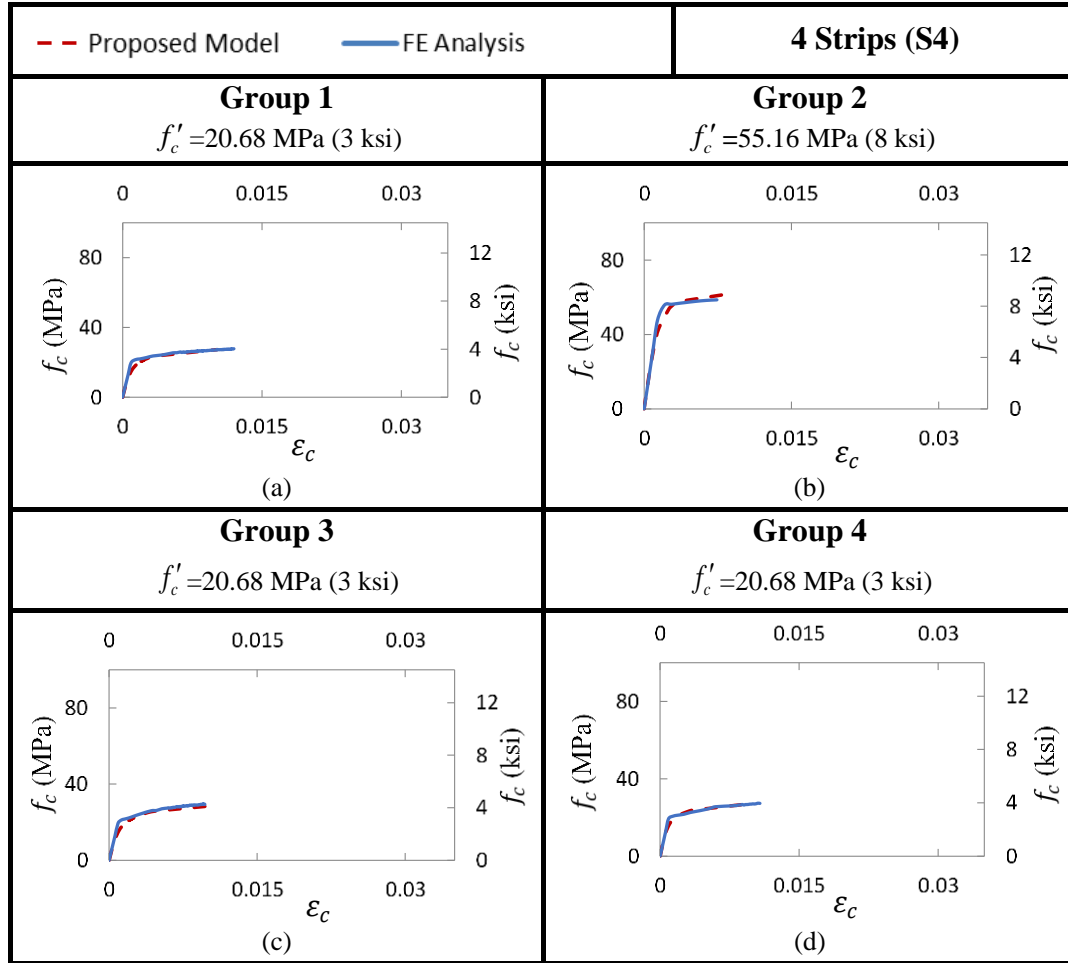 Proposed Model FE Analysis 4 Strips (S4)
Group 1
f'c =20.68 MPa (3 ksi)
Group 2
f'c =55.16 MPa (8 ksi)
0 0.015 0.03
80
40
0
fc (MPa)
12
8
4
0
fc (ksi)
0 0.015 0.03
εc
(a)
0 0.015 0.03
80
40
0
fc (MPa)
12
8
4
0
fc (ksi)
0 0.015 0.03
εc
(b)
Group 3
f'c =20.68 MPa (3 ksi)
Group 4
f'c =20.68 MPa (3 ksi)
0 0.015 0.03
80
40
0
fc (MPa)
12
8
4
0
fc (ksi)
0 0.015 0.03
εc
(c)
0 0.015 0.03
80
40
0
fc (MPa)
12
8
4
0
fc (ksi)
0 0.015 0.03
εc
(d)